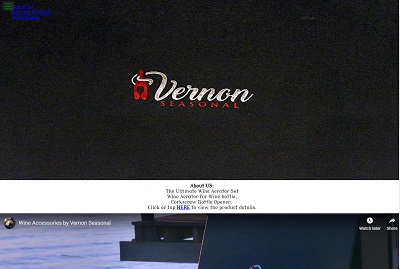 Vernon
SEASONAL
About US:
The Ultimate Wine Aerator Set
Wine Aerator for Wine bottle,
Corkscrew Bottle Opener.
Click or tap HERE to view the product details.
Wine Accessories by Vernon Seasonal
Watch later
Share